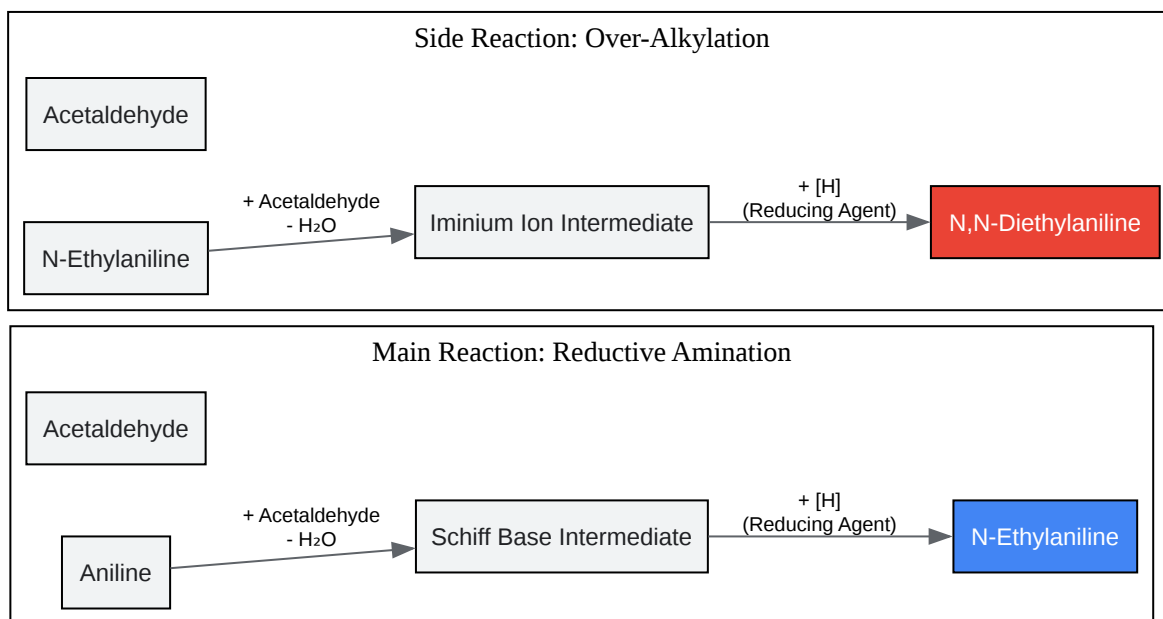 Side Reaction: Over-Alkylation
Acetaldehyde
+ Acetaldehyde
- H₂O
+ [H]
(Reducing Agent)
N-Ethylaniline
Iminium Ion Intermediate
N,N-Diethylaniline
Main Reaction: Reductive Amination
Acetaldehyde
+ Acetaldehyde
- H₂O
+ [H]
(Reducing Agent)
Aniline
Schiff Base Intermediate
N-Ethylaniline